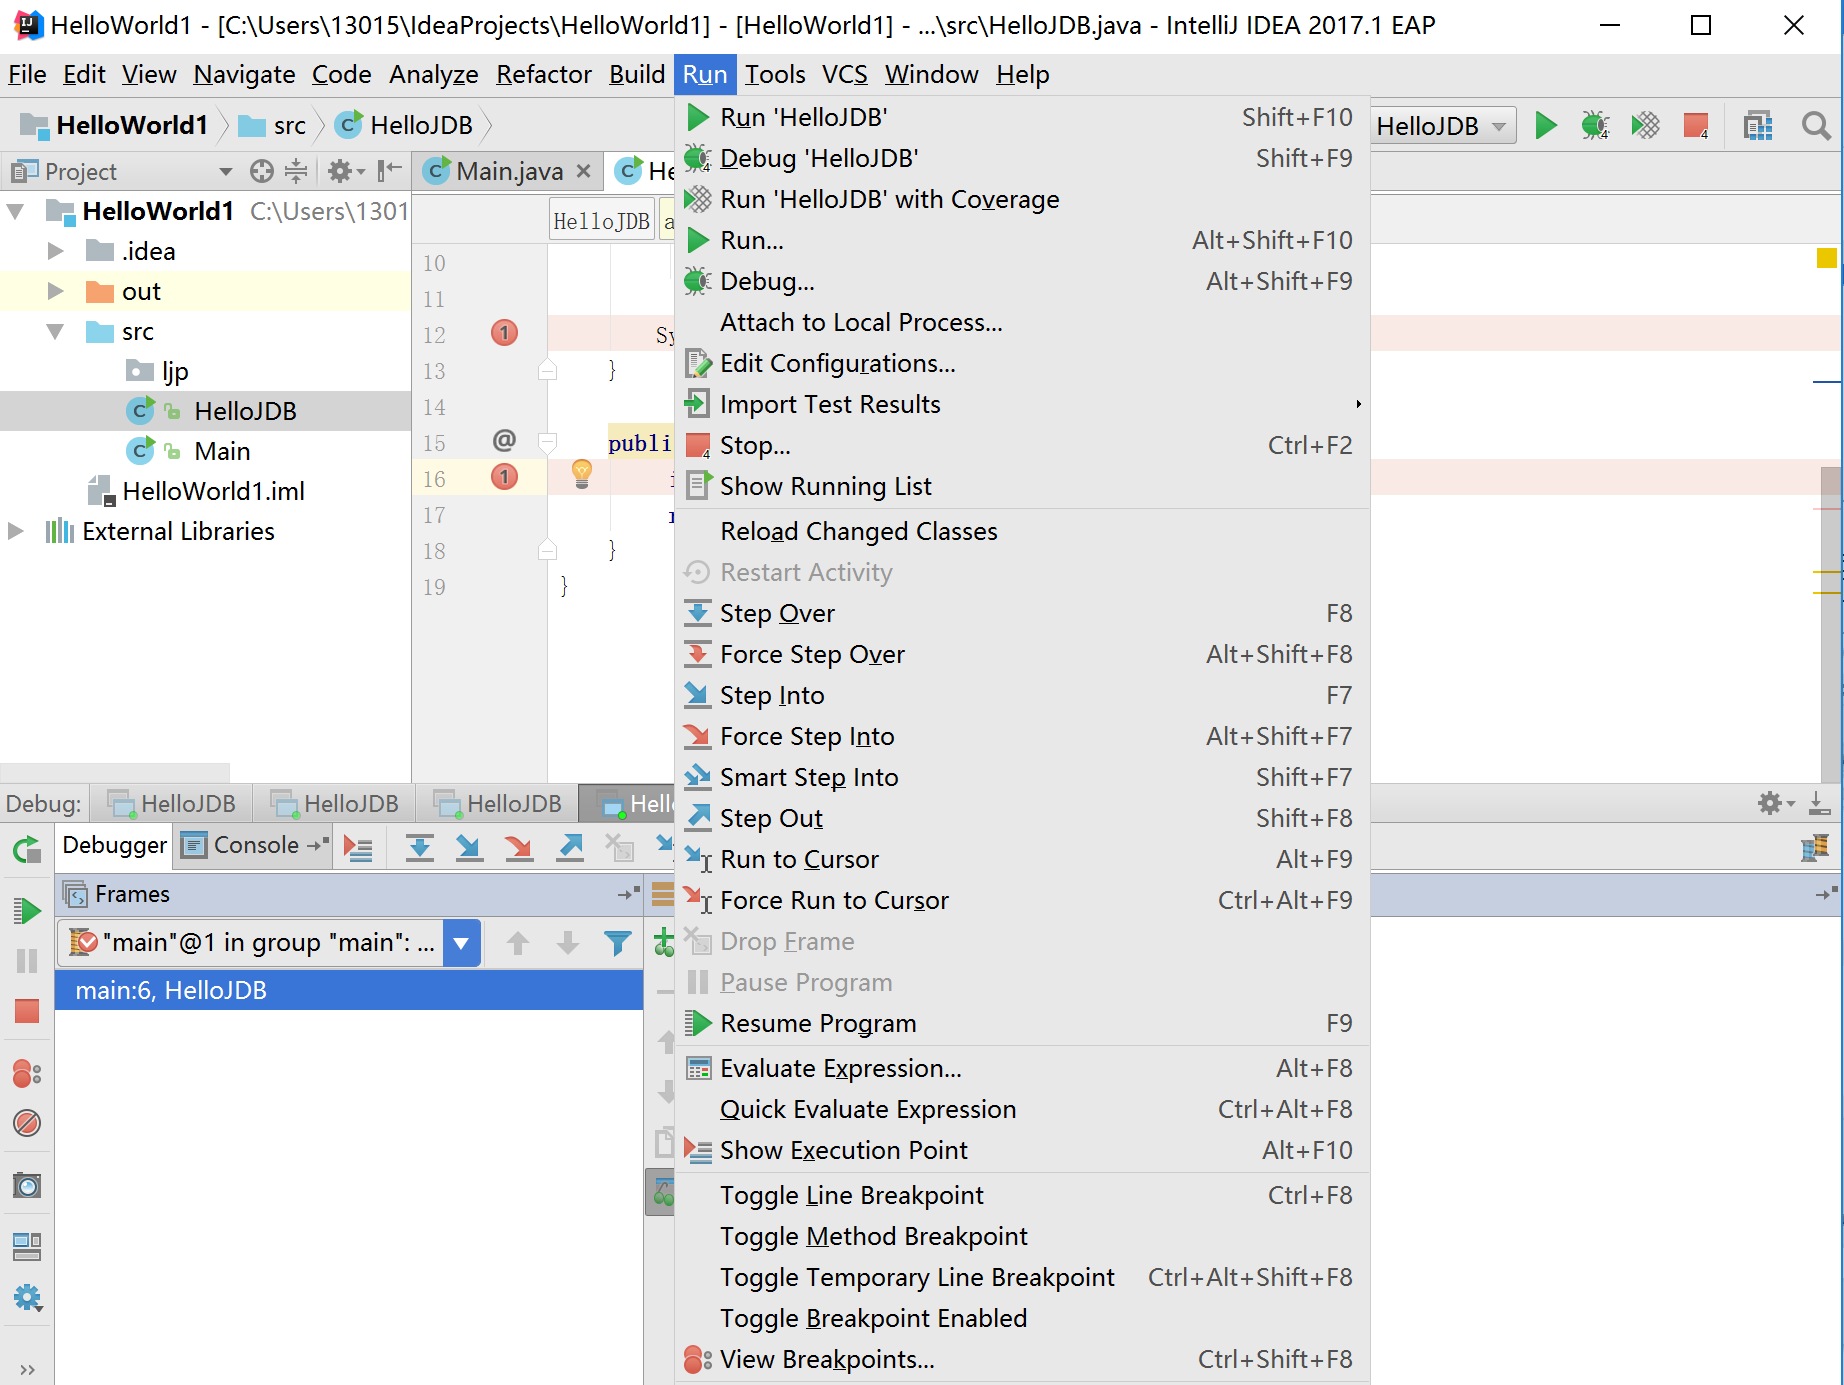 HelloWorld1 - [C:\Users\13015\IdeaProjects\HelloWorld1] - [HelloWorld1] - ...\src\HelloJDB.java - IntelliJ IDEA 2017.1 EAP
File Edit View Navigate Code Analyze Refactor Build Run Tools VCS Window Help
HelloWorld1 src HelloJDB
HelloJDB
Project
Main.java
HelloWorld1 C:\Users\1301
.idea
out
src
ljp
HelloJDB
Main
HelloWorld1.iml
External Libraries
HelloJDB
10
11
12 Sy
13 }
14
15 @ publi
16
17
18 }
19 }
Run 'HelloJDB' Shift+F10
Debug 'HelloJDB' Shift+F9
Run 'HelloJDB' with Coverage
Run... Alt+Shift+F10
Debug... Alt+Shift+F9
Attach to Local Process...
Edit Configurations...
Import Test Results
Stop... Ctrl+F2
Show Running List
Reload Changed Classes
Restart Activity
Step Over F8
Force Step Over Alt+Shift+F8
Step Into F7
Force Step Into Alt+Shift+F7
Smart Step Into Shift+F7
Step Out Shift+F8
Run to Cursor Alt+F9
Force Run to Cursor Ctrl+Alt+F9
Drop Frame
Pause Program
Resume Program F9
Evaluate Expression... Alt+F8
Quick Evaluate Expression Ctrl+Alt+F8
Show Execution Point Alt+F10
Toggle Line Breakpoint Ctrl+F8
Toggle Method Breakpoint
Toggle Temporary Line Breakpoint Ctrl+Alt+Shift+F8
Toggle Breakpoint Enabled
View Breakpoints... Ctrl+Shift+F8
Debug: HelloJDB HelloJDB HelloJDB Hello
Debugger Console
Frames
"main"@1 in group "main": ...
main:6, HelloJDB